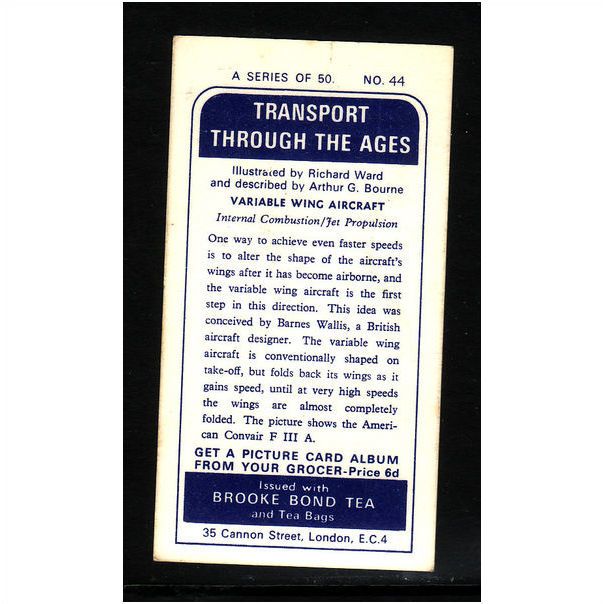 A SERIES OF 50. NO. 44
TRANSPORT
THROUGH THE AGES
Illustrated by Richard Ward
and described by Arthur G. Bourne
VARIABLE WING AIRCRAFT
Internal Combustion/Jet Propulsion
One way to achieve even faster speeds
is to alter the shape of the aircraft's
wings after it has become airborne, and
the variable wing aircraft is the first
step in this direction. This idea was
conceived by Barnes Wallis, a British
aircraft designer. The variable wing
aircraft is conventionally shaped on
take-off, but folds back its wings as it
gains speed, until at very high speeds
the wings are almost completely
folded. The picture shows the Ameri-
can Convair F III A.
GET A PICTURE CARD ALBUM
FROM YOUR GROCER-Price 6d
Issued with
BROOKE BOND TEA
and Tea Bags
35 Cannon Street, London, E.C.4